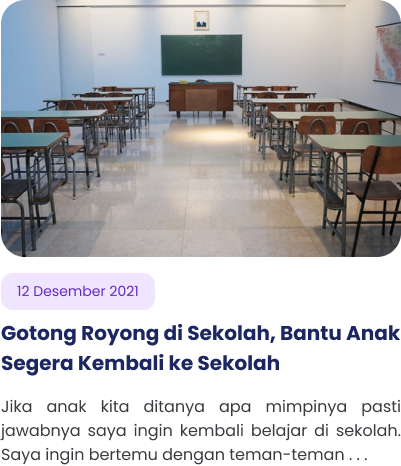 12 Desember 2021
Gotong Royong di Sekolah, Bantu Anak
Segera Kembali ke Sekolah
Jika anak kita ditanya apa mimpinya pasti
jawabnya saya ingin kembali belajar di sekolah.
Saya ingin bertemu dengan teman-teman . . .